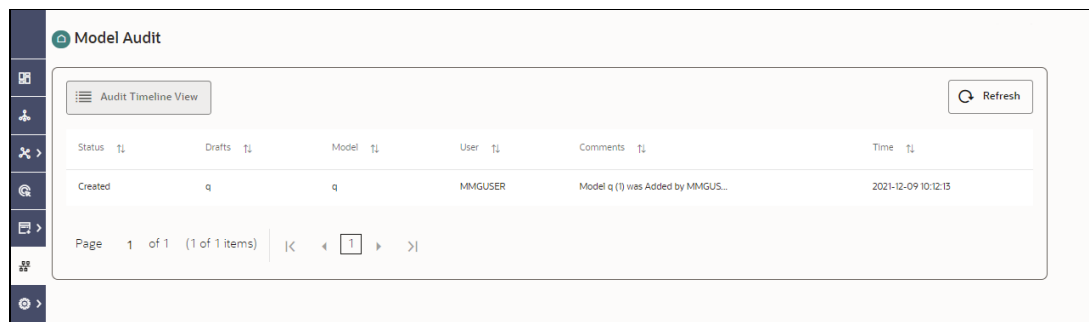 Model Audit
Audit Timeline View
Refresh
Status Drafts Model User Comments Time
Created q q MMGUSER Model q (1) was Added by MMGUS... 2021-12-09 10:12:13
Page 1 of 1 (1 of 1 items) 1